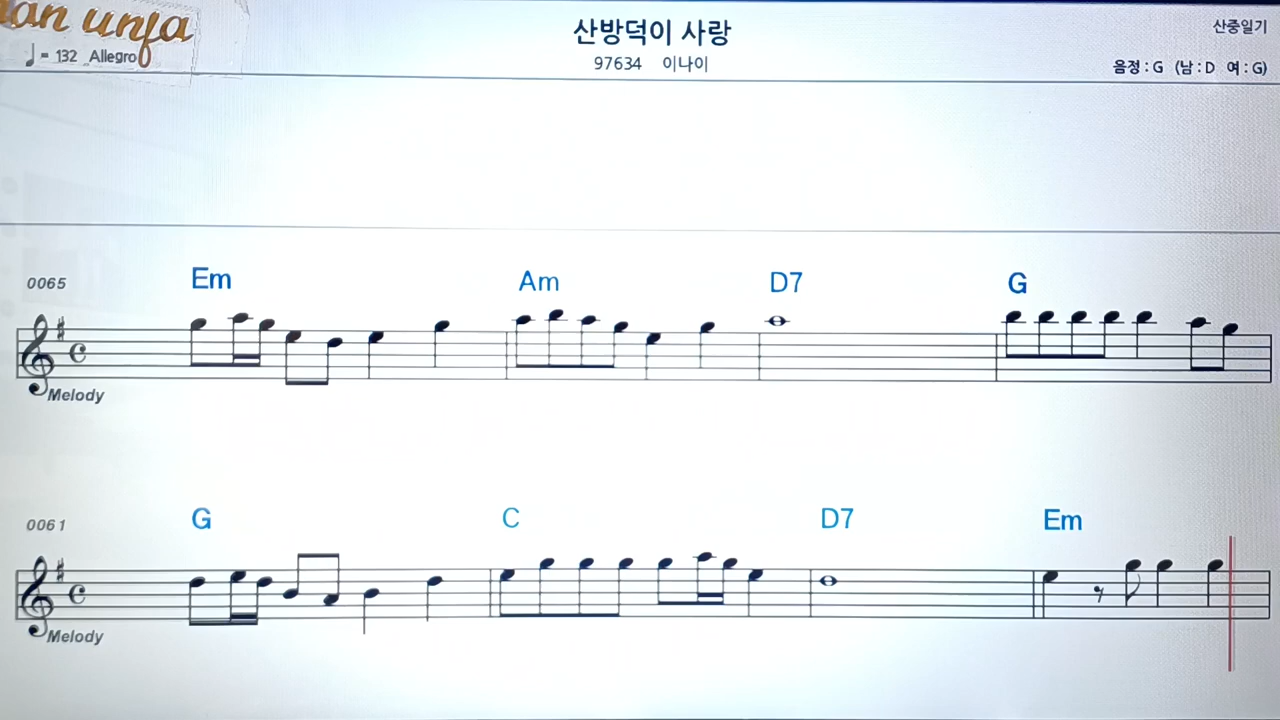 unja
♩ = 132 Allegro
산방덕이 사랑
97634 이나이
산중일기
음정 : G (남 : D 여 : G)
0065
Em Am D7 G
Melody
0061
G C D7 Em
Melody